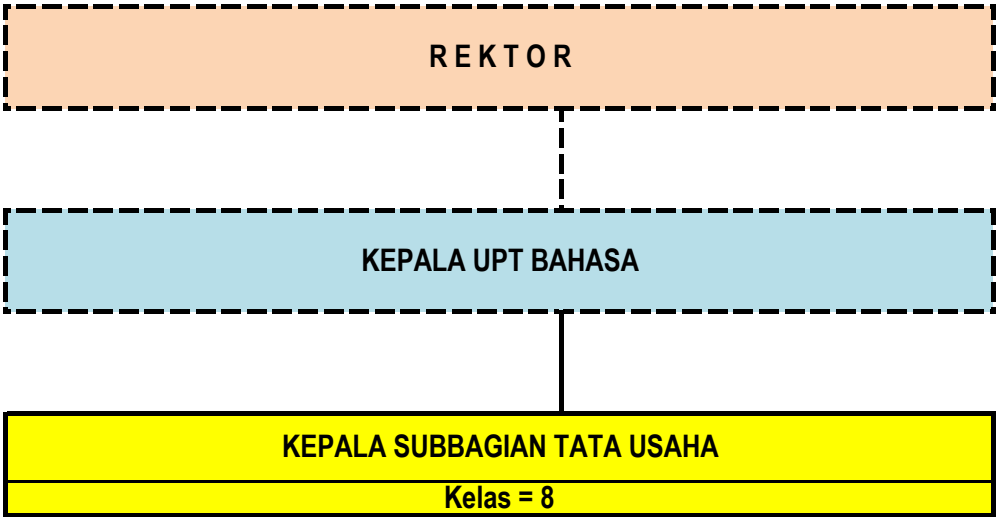 R E K T O R
KEPALA UPT BAHASA
KEPALA SUBBAGIAN TATA USAHA
Kelas = 8